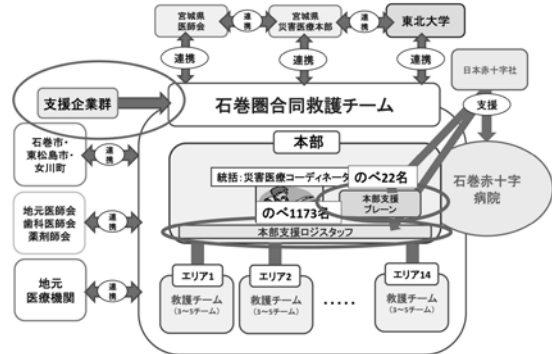 宮城県
医師会
連携
宮城県
災害医療本部
連携
東北大学
連携
連携
連携
日本赤十字社
支援
支援企業群
石巻圏合同救護チーム
本部
石巻市・
東松島市・
女川町
連携
統括:災害医療コーディネータ
のべ22名
本部支援
ブレーン
のべ1173名
本部支援ロジスタッフ
石巻赤十字
病院
地元医師会
歯科医師会
薬剤師会
連携
地元
医療機関
連携
エリア1
救護チーム
(3~5チーム)
エリア2
救護チーム
(3~5チーム)
・・・・・
エリア14
救護チーム
(3~5チーム)